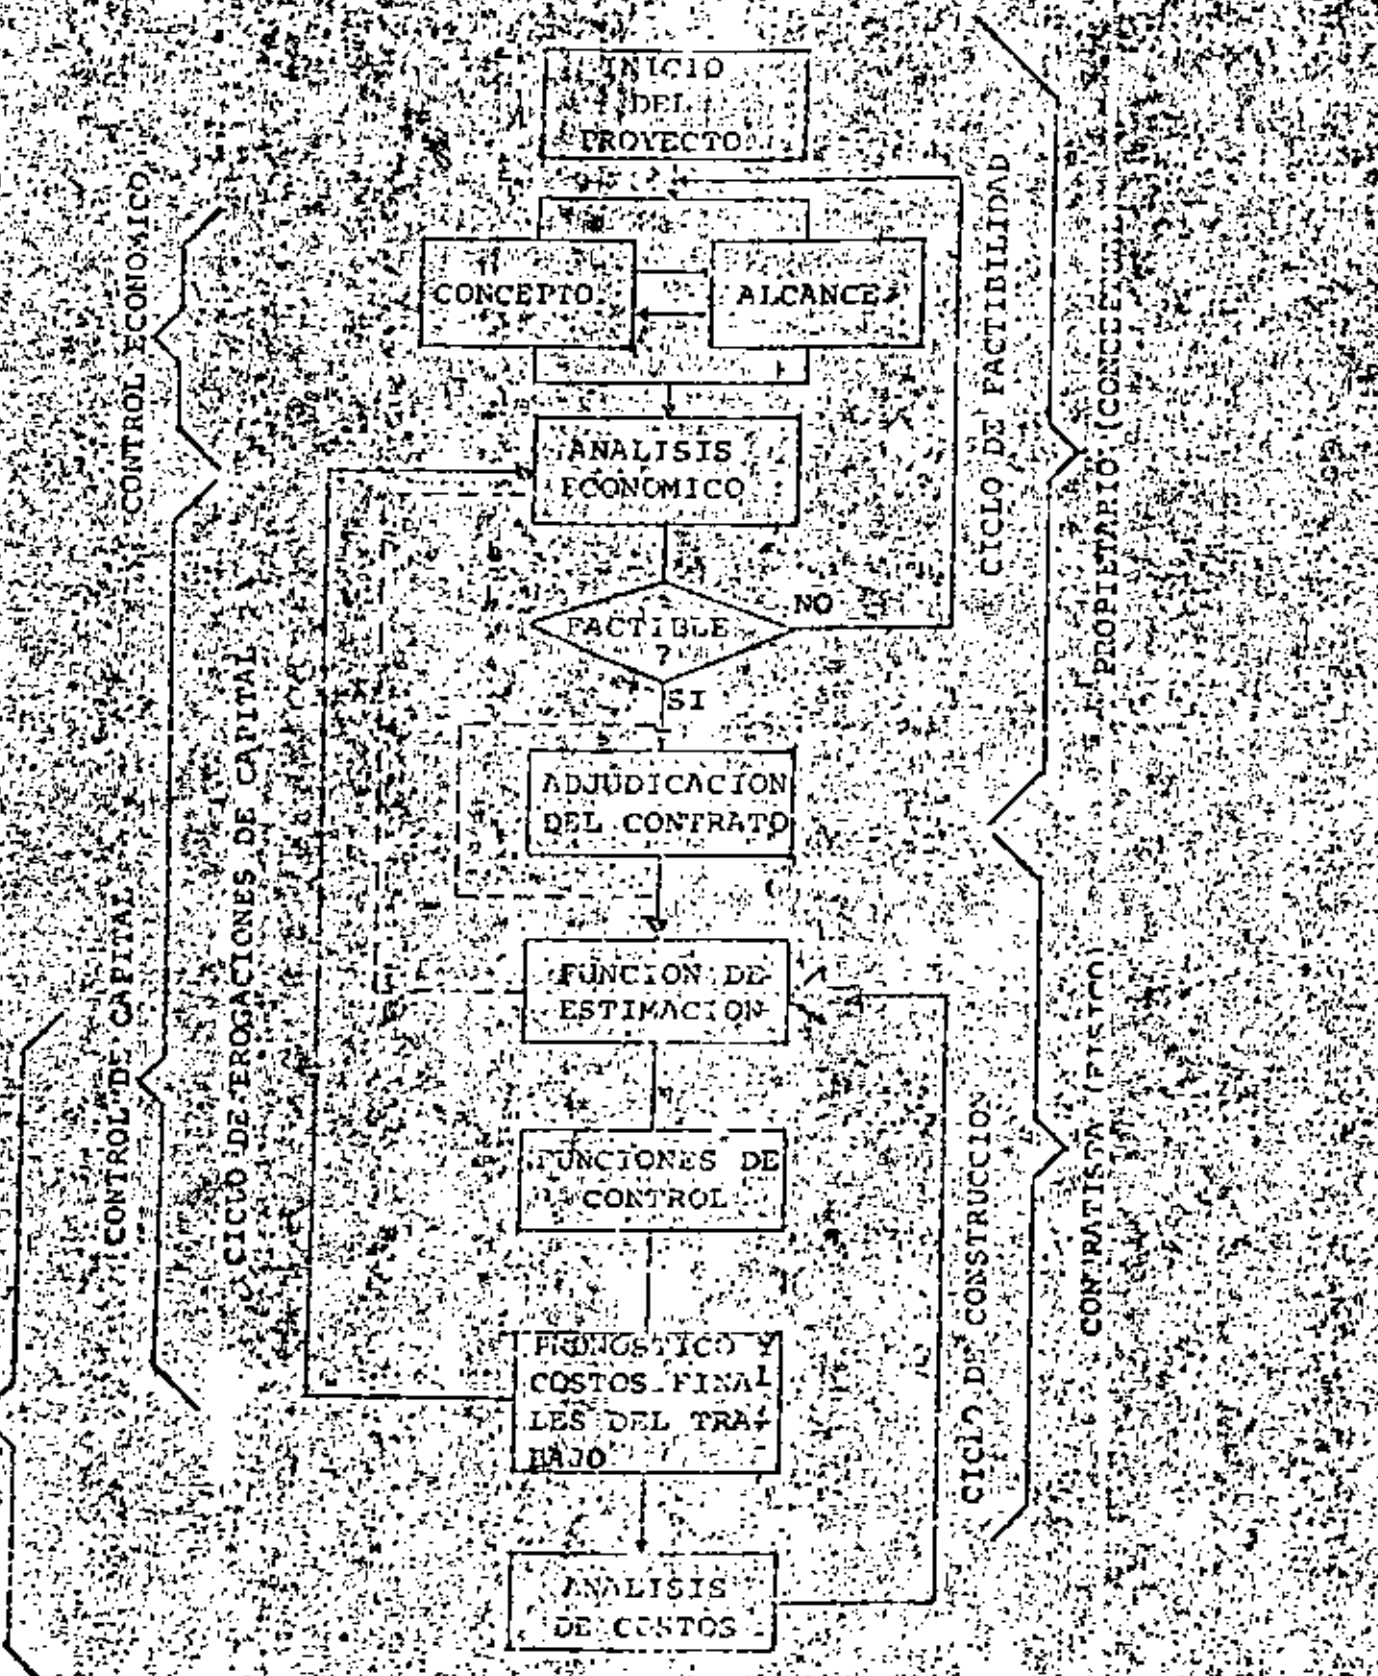 INICIO
DEL
PROYECTO
CONCEPTO
ALCANCE
ANALISIS
ECONOMICO
FACTIBLE
?
NO
SI
ADJUDICACION
DEL CONTRATO
FUNCION DE
ESTIMACION
FUNCIONES DE
CONTROL
PRONOSTICO Y
COSTOS FINA
LES DEL TRA-
BAJO
ANALISIS
DE COSTOS
CONTROL ECONOMICO
CONTROL DE CAPITAL
CICLO DE EROGACIONES DE CAPITAL
CICLO DE FACTIBILIDAD
PROPIETARIO
CICLO DE CONSTRUCCION
CONTRATISTA (FISICO)